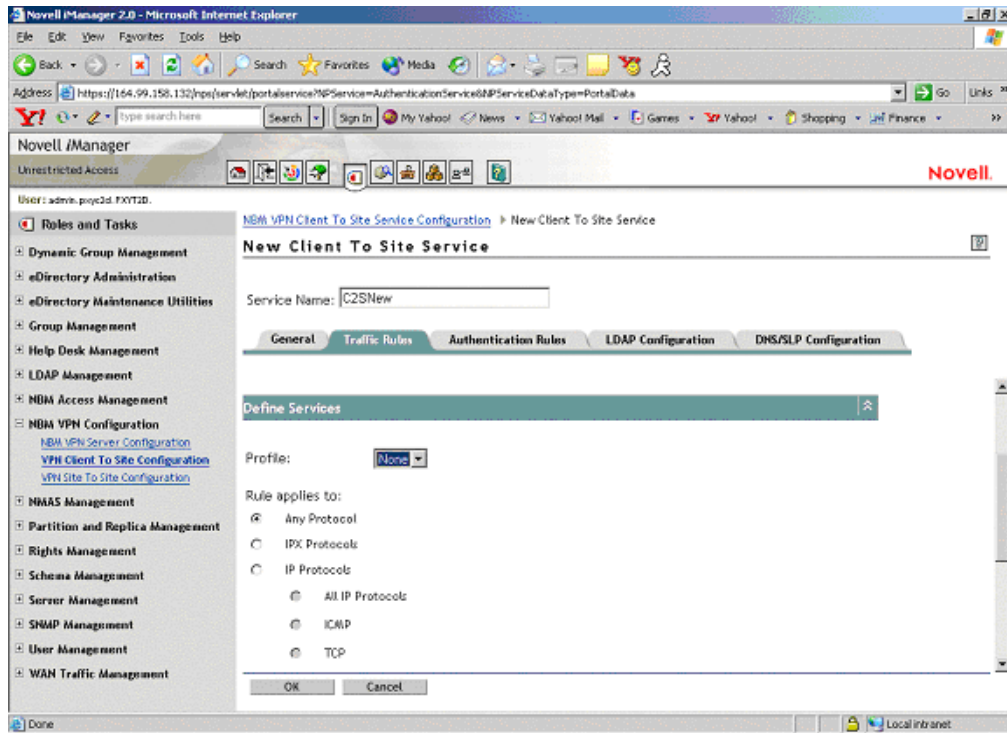 Novell iManager 2.0 - Microsoft Internet Explorer
File Edit View Favorites Tools Help
Back Search Favorites Media
Address https://164.99.158.132/nps/servlet/portalservice?NPService=AuthenticationService&NPServiceDataType=PortalData Go Links »
Y! type search here Search Sign In My Yahoo! News Yahoo! Mail Games Yahoo! Shopping Finance »
Novell iManager
Unrestricted Access
Novell.
User: admin.pxyc2d.PXYT2D.
Roles and Tasks
Dynamic Group Management
eDirectory Administration
eDirectory Maintenance Utilities
Group Management
Help Desk Management
LDAP Management
NBM Access Management
NBM VPN Configuration
NBM VPN Server Configuration
VPN Client To Site Configuration
VPN Site To Site Configuration
NMAS Management
Partition and Replica Management
Rights Management
Schema Management
Server Management
SNMP Management
User Management
WAN Traffic Management
NBM VPN Client To Site Service Configuration New Client To Site Service
New Client To Site Service
Service Name: C2SNew
General Traffic Rules Authentication Rules LDAP Configuration DNS/SLP Configuration
Define Services
Profile: None
Rule applies to:
Any Protocol
IPX Protocols
IP Protocols
All IP Protocols
ICMP
TCP
OK Cancel
Done Local intranet